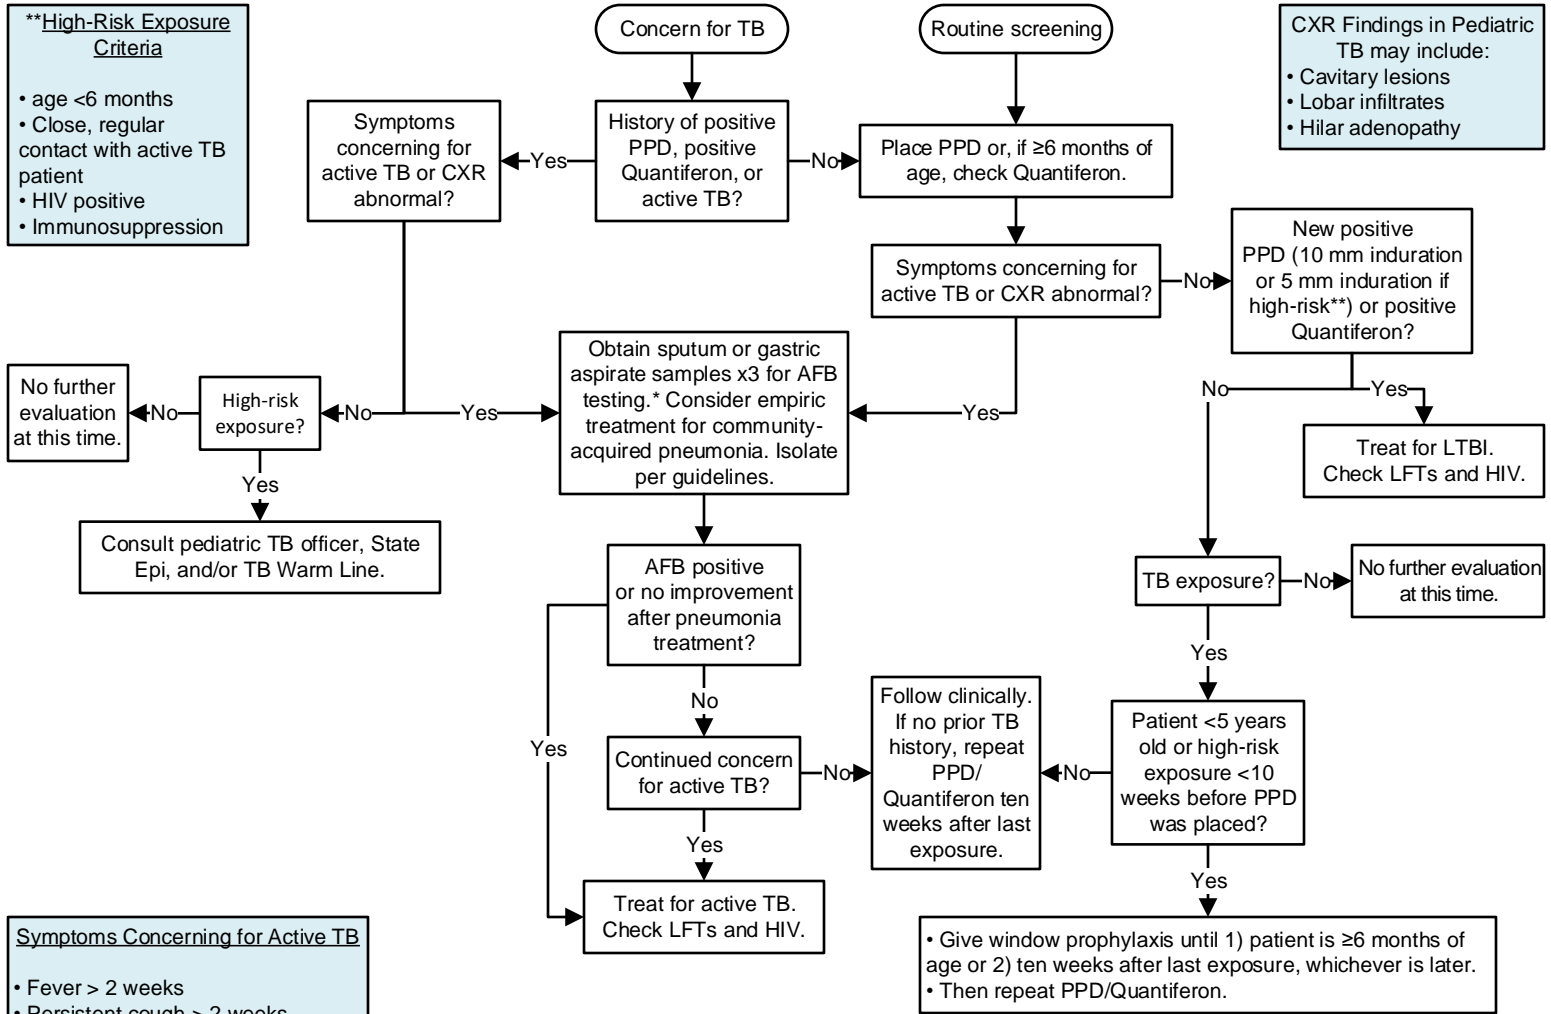 **High-Risk Exposure
Criteria
• age <6 months
• Close, regular
contact with active TB
patient
• HIV positive
• Immunosuppression
Concern for TB
Routine screening
CXR Findings in Pediatric
TB may include:
• Cavitary lesions
• Lobar infiltrates
• Hilar adenopathy
Symptoms
concerning for
active TB or CXR
abnormal?
Yes
History of positive
PPD, positive
Quantiferon, or
active TB?
No
Place PPD or, if ≥6 months of
age, check Quantiferon.
Symptoms concerning for
active TB or CXR abnormal?
No
New positive
PPD (10 mm induration
or 5 mm induration if
high-risk**) or positive
Quantiferon?
No further
evaluation
at this time.
No
High-risk
exposure?
No
Yes
Obtain sputum or gastric
aspirate samples x3 for AFB
testing.* Consider empiric
treatment for community-
acquired pneumonia. Isolate
per guidelines.
Yes
No
Yes
Treat for LTBI.
Check LFTs and HIV.
Yes
Consult pediatric TB officer, State
Epi, and/or TB Warm Line.
AFB positive
or no improvement
after pneumonia
treatment?
TB exposure?
No
No further evaluation
at this time.
Yes
No
Yes
Continued concern
for active TB?
No
Follow clinically.
If no prior TB
history, repeat
PPD/
Quantiferon ten
weeks after last
exposure.
No
Patient <5 years
old or high-risk
exposure <10
weeks before PPD
was placed?
Yes
Yes
Treat for active TB.
Check LFTs and HIV.
• Give window prophylaxis until 1) patient is ≥6 months of
age or 2) ten weeks after last exposure, whichever is later.
• Then repeat PPD/Quantiferon.
Symptoms Concerning for Active TB
• Fever > 2 weeks
• Persistent cough > 2 weeks